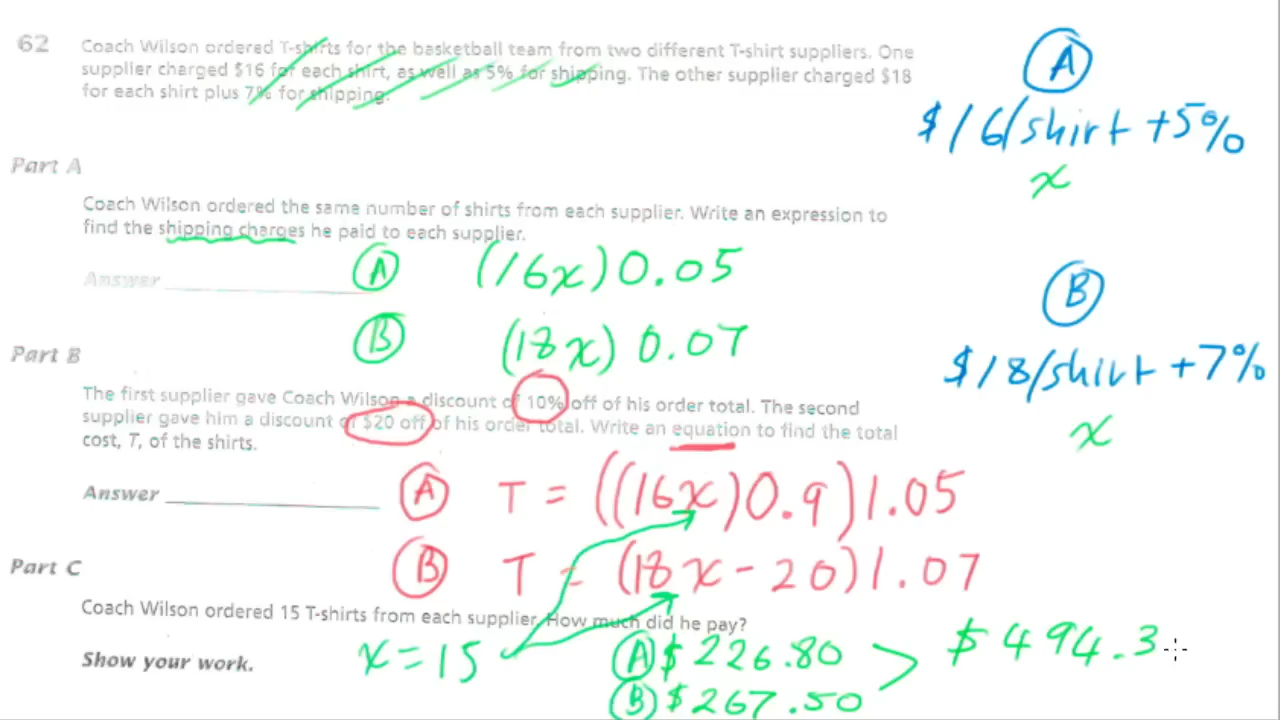 62 Coach Wilson ordered T-shirts for the basketball team from two different T-shirt suppliers. One
supplier charged $16 for each shirt, as well as 5% for shipping. The other supplier charged $18
for each shirt plus 7% for shipping.
A
$16/shirt +5%
x
Part A
Coach Wilson ordered the same number of shirts from each supplier. Write an expression to
find the shipping charges he paid to each supplier.
Answer
A (16x)0.05
B (18x) 0.07
B
$18/shirt +7%
x
Part B
The first supplier gave Coach Wilson a discount of 10% off of his order total. The second
supplier gave him a discount of $20 off of his order total. Write an equation to find the total
cost, T, of the shirts.
Answer
A T = ((16x)0.9)1.05
B T = (18x - 20)1.07
Part C
Coach Wilson ordered 15 T-shirts from each supplier. How much did he pay?
Show your work.
x = 15
A $226.80
B $267.50
> $494.3